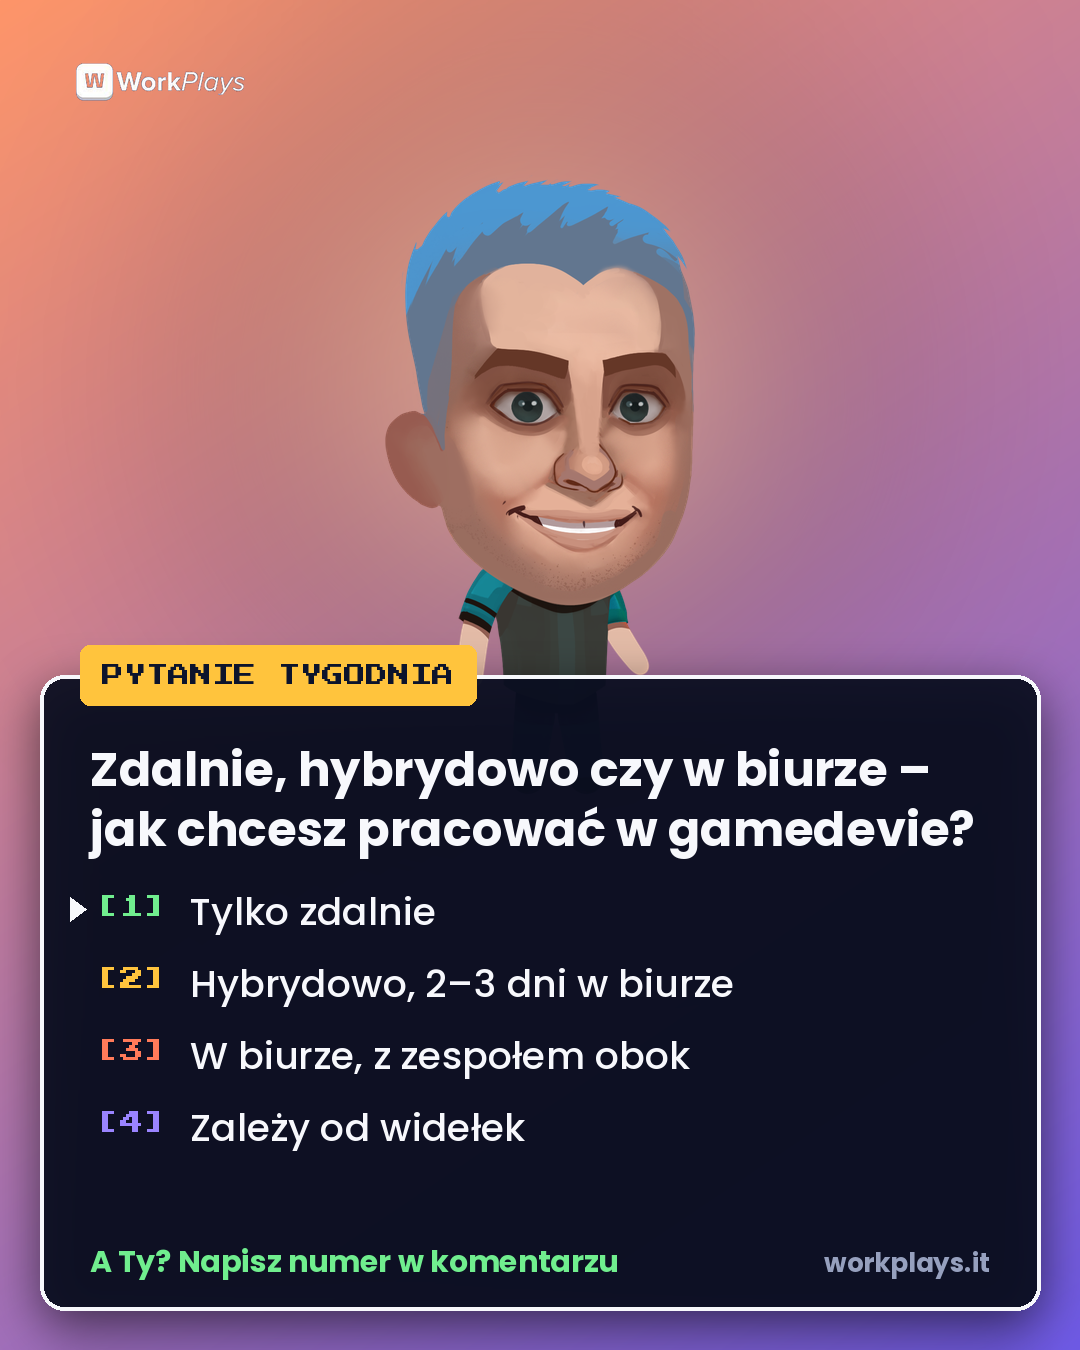 W WorkPlays
PYTANIE TYGODNIA
Zdalnie, hybrydowo czy w biurze –
jak chcesz pracować w gamedevie?
[1] Tylko zdalnie
[2] Hybrydowo, 2–3 dni w biurze
[3] W biurze, z zespołem obok
[4] Zależy od widełek
A Ty? Napisz numer w komentarzu
workplays.it